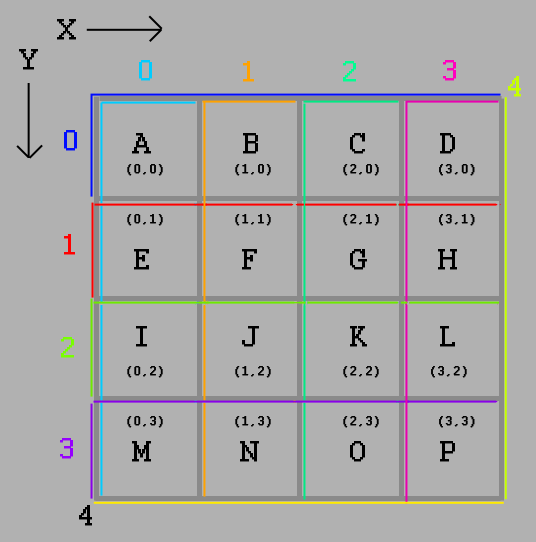 X
Y
0 1 2 3 4
0
A B C D
(0,0) (1,0) (2,0) (3,0)
(0,1) (1,1) (2,1) (3,1)
1
E F G H
2
I J K L
(0,2) (1,2) (2,2) (3,2)
(0,3) (1,3) (2,3) (3,3)
3
M N O P
4